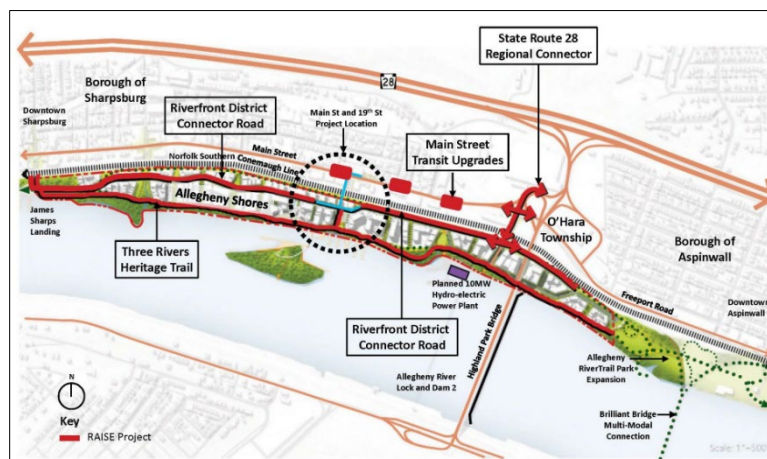 State Route 28
Regional Connector
28
Borough of
Sharpsburg
Downtown
Sharpsburg
Riverfront District
Connector Road
Main St and 19th St
Project Location
Main Street
Transit Upgrades
Main Street
Norfolk Southern Conemaugh Line
Allegheny Shores
James
Sharps
Landing
Three Rivers
Heritage Trail
O'Hara
Township
Borough of
Aspinwall
Freeport Road
Downtown
Aspinwall
Planned 10MW
Hydro-electric
Power Plant
Riverfront District
Connector Road
Highland Park Bridge
Allegheny River
Lock and Dam 2
Allegheny
RiverTrail Park
Expansion
Brilliant Bridge
Multi-Modal
Connection
N
Key
RAISE Project
Scale: 1"=500'